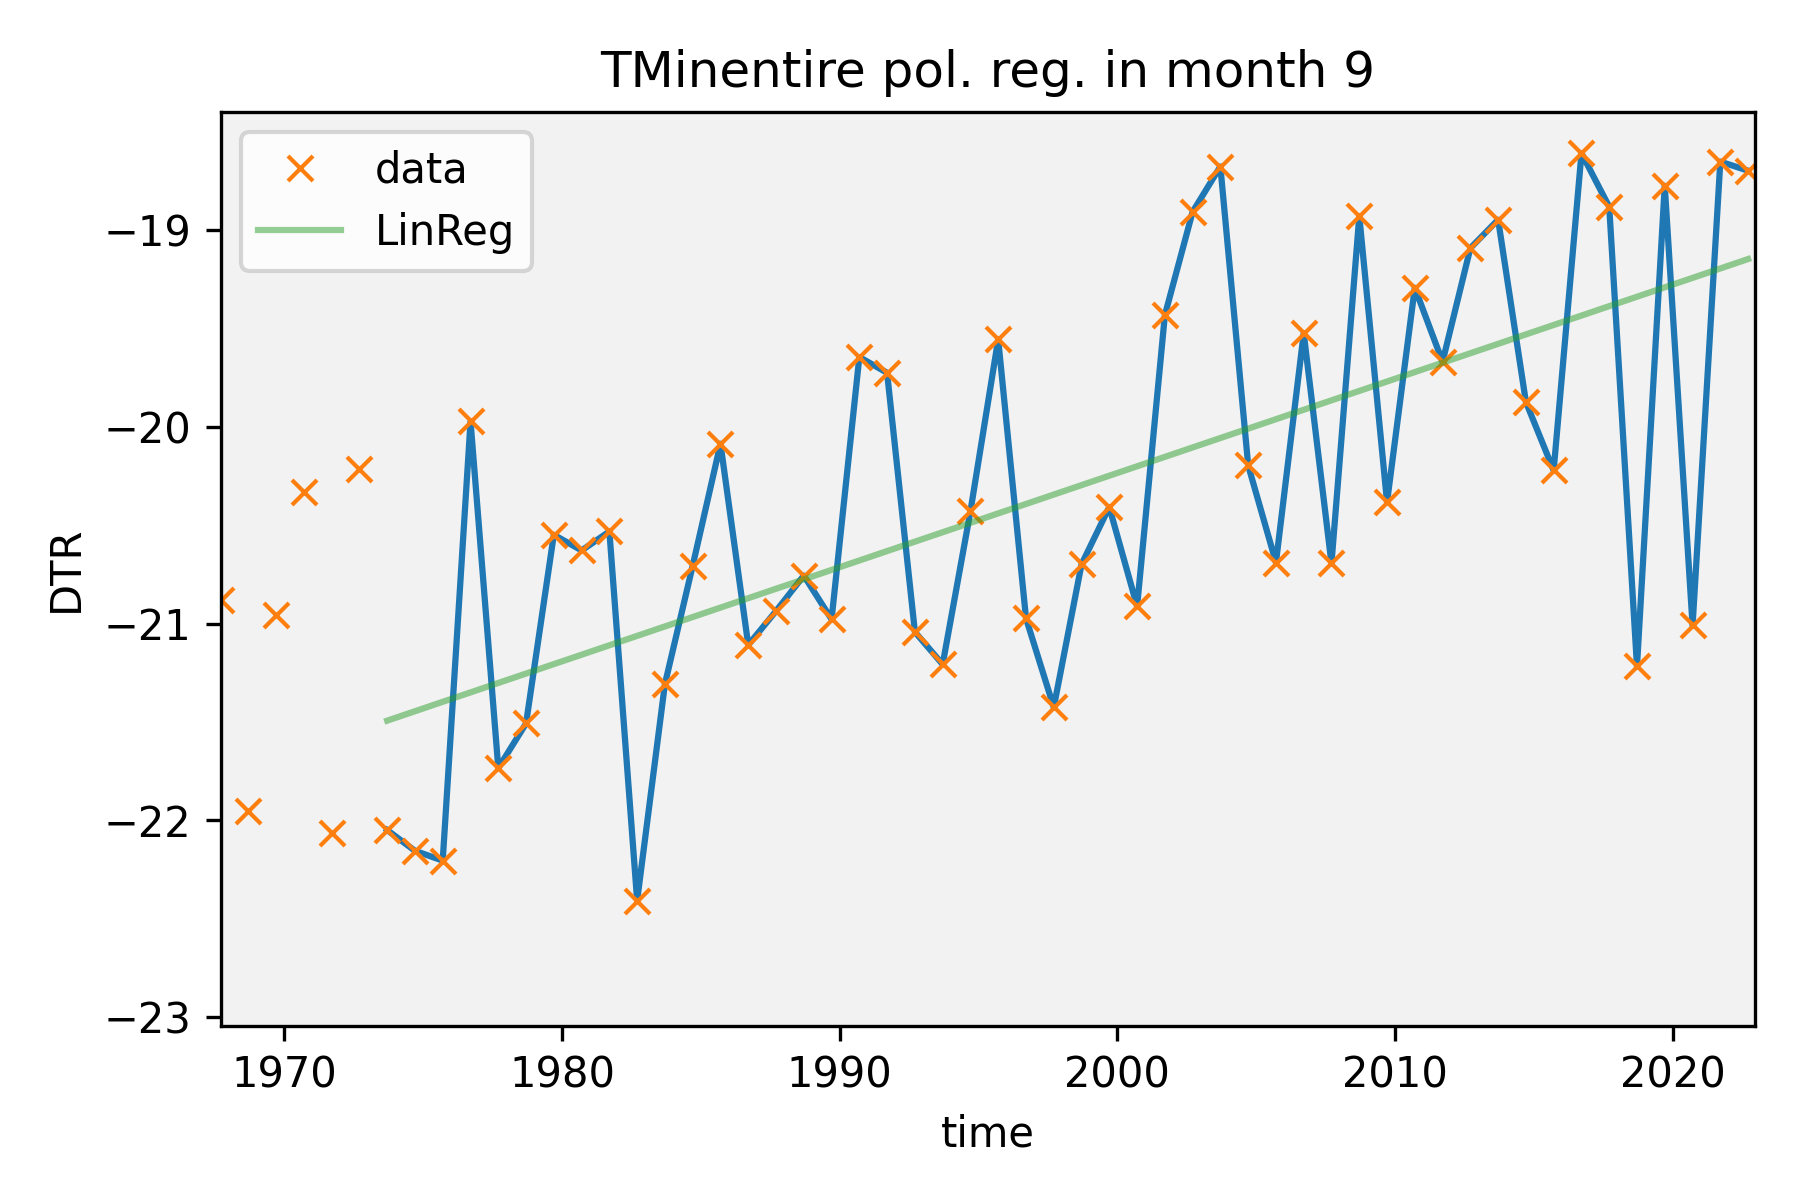 TMinentire pol. reg. in month 9
data
LinReg
DTR
−19
−20
−21
−22
−23
1970 1980 1990 2000 2010 2020
time